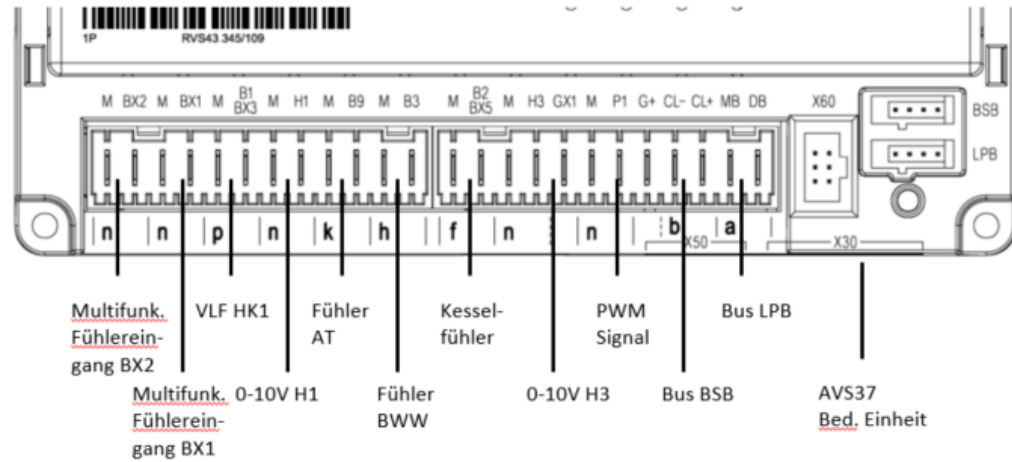 1P RVS43.345/109
M BX2 M BX1 M B1 BX3 M H1 M B9 M B3 M B2 BX5 M H3 GX1 M P1 G+ CL- CL+ MB DB X60
BSB
LPB
n n p n k h f n n b a
X50 X30
Multifunk. Fühlerein- gang BX2
VLF HK1
Fühler AT
Kessel- fühler
PWM Signal
Bus LPB
Multifunk. Fühlerein- gang BX1
0-10V H1
Fühler BWW
0-10V H3
Bus BSB
AVS37 Bed. Einheit